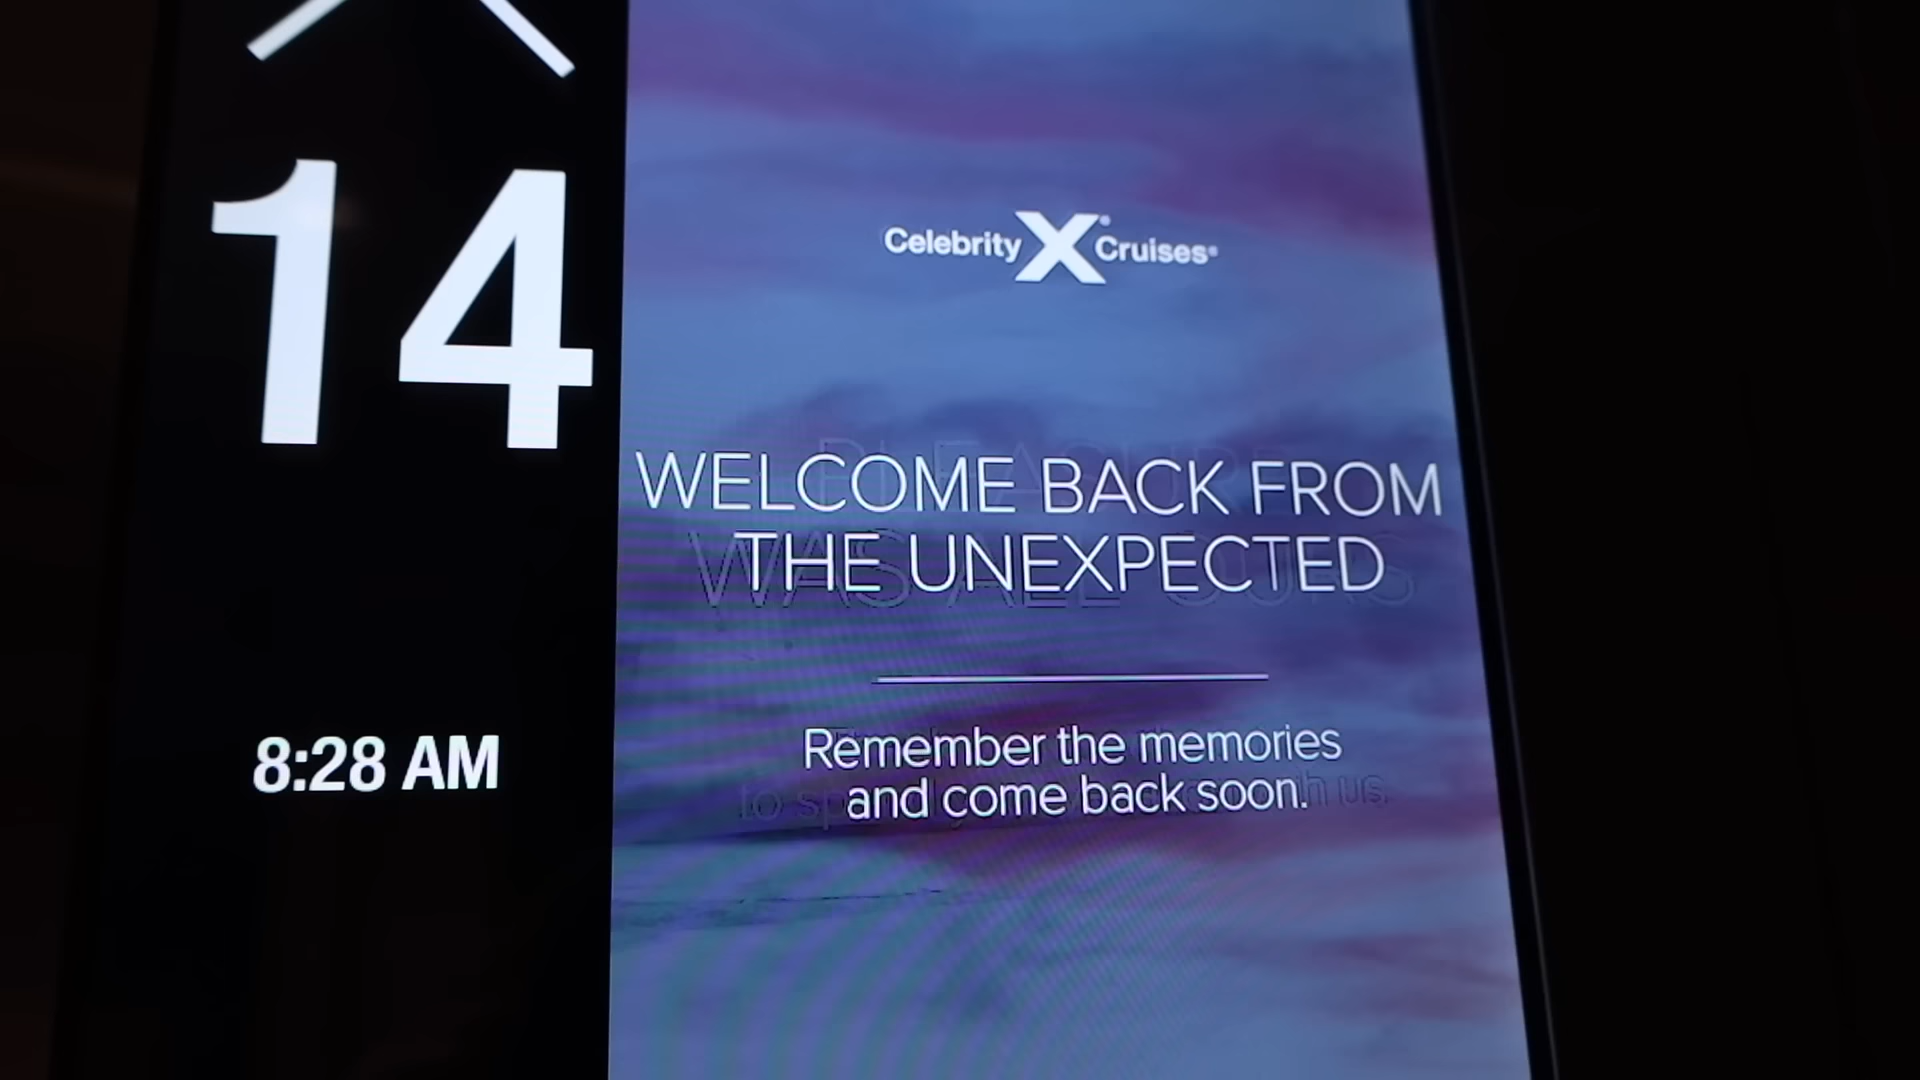 14
8:28 AM
Celebrity X Cruises
WELCOME BACK FROM
THE UNEXPECTED
Remember the memories
and come back soon.